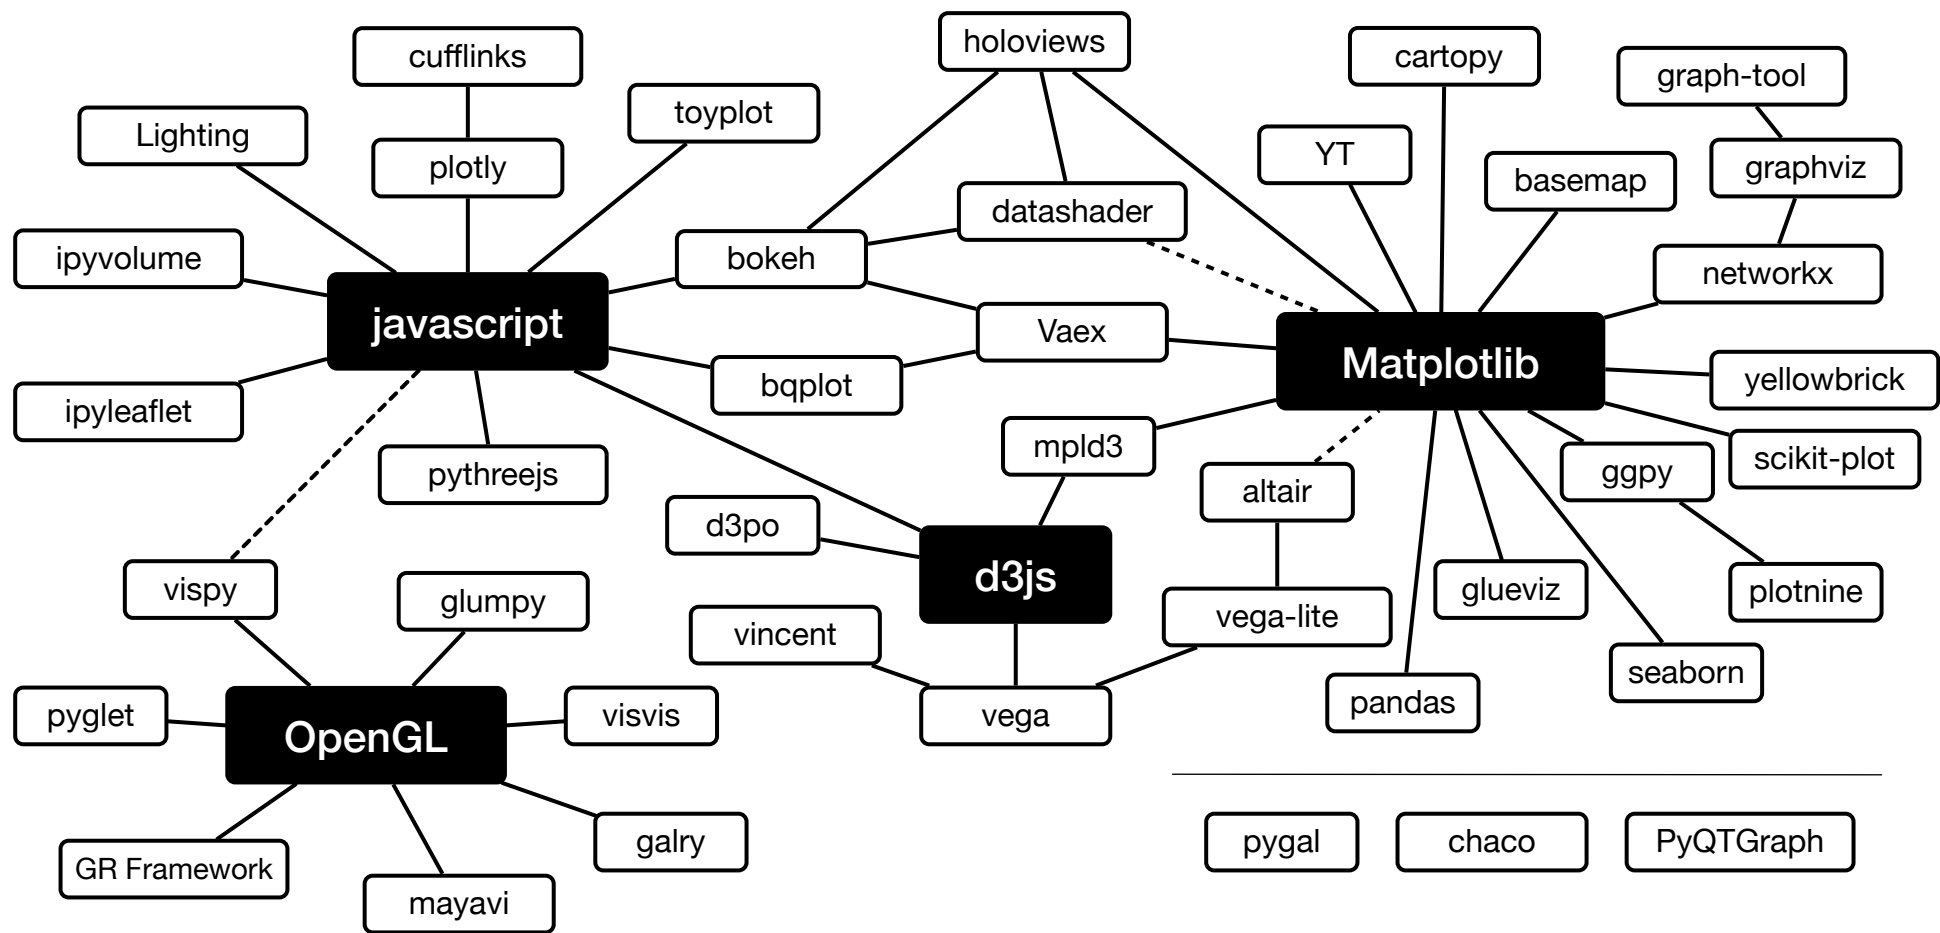 holoviews
cufflinks
cartopy
graph-tool
toyplot
Lighting
plotly
YT
graphviz
basemap
datashader
ipyvolume
bokeh
networkx
javascript
Vaex
Matplotlib
yellowbrick
bqplot
ipyleaflet
mpld3
scikit-plot
ggpy
pythreejs
altair
d3po
d3js
vispy
glueviz
plotnine
glumpy
vega-lite
vincent
seaborn
pandas
pyglet
visvis
vega
OpenGL
galry
pygal
chaco
PyQTGraph
GR Framework
mayavi